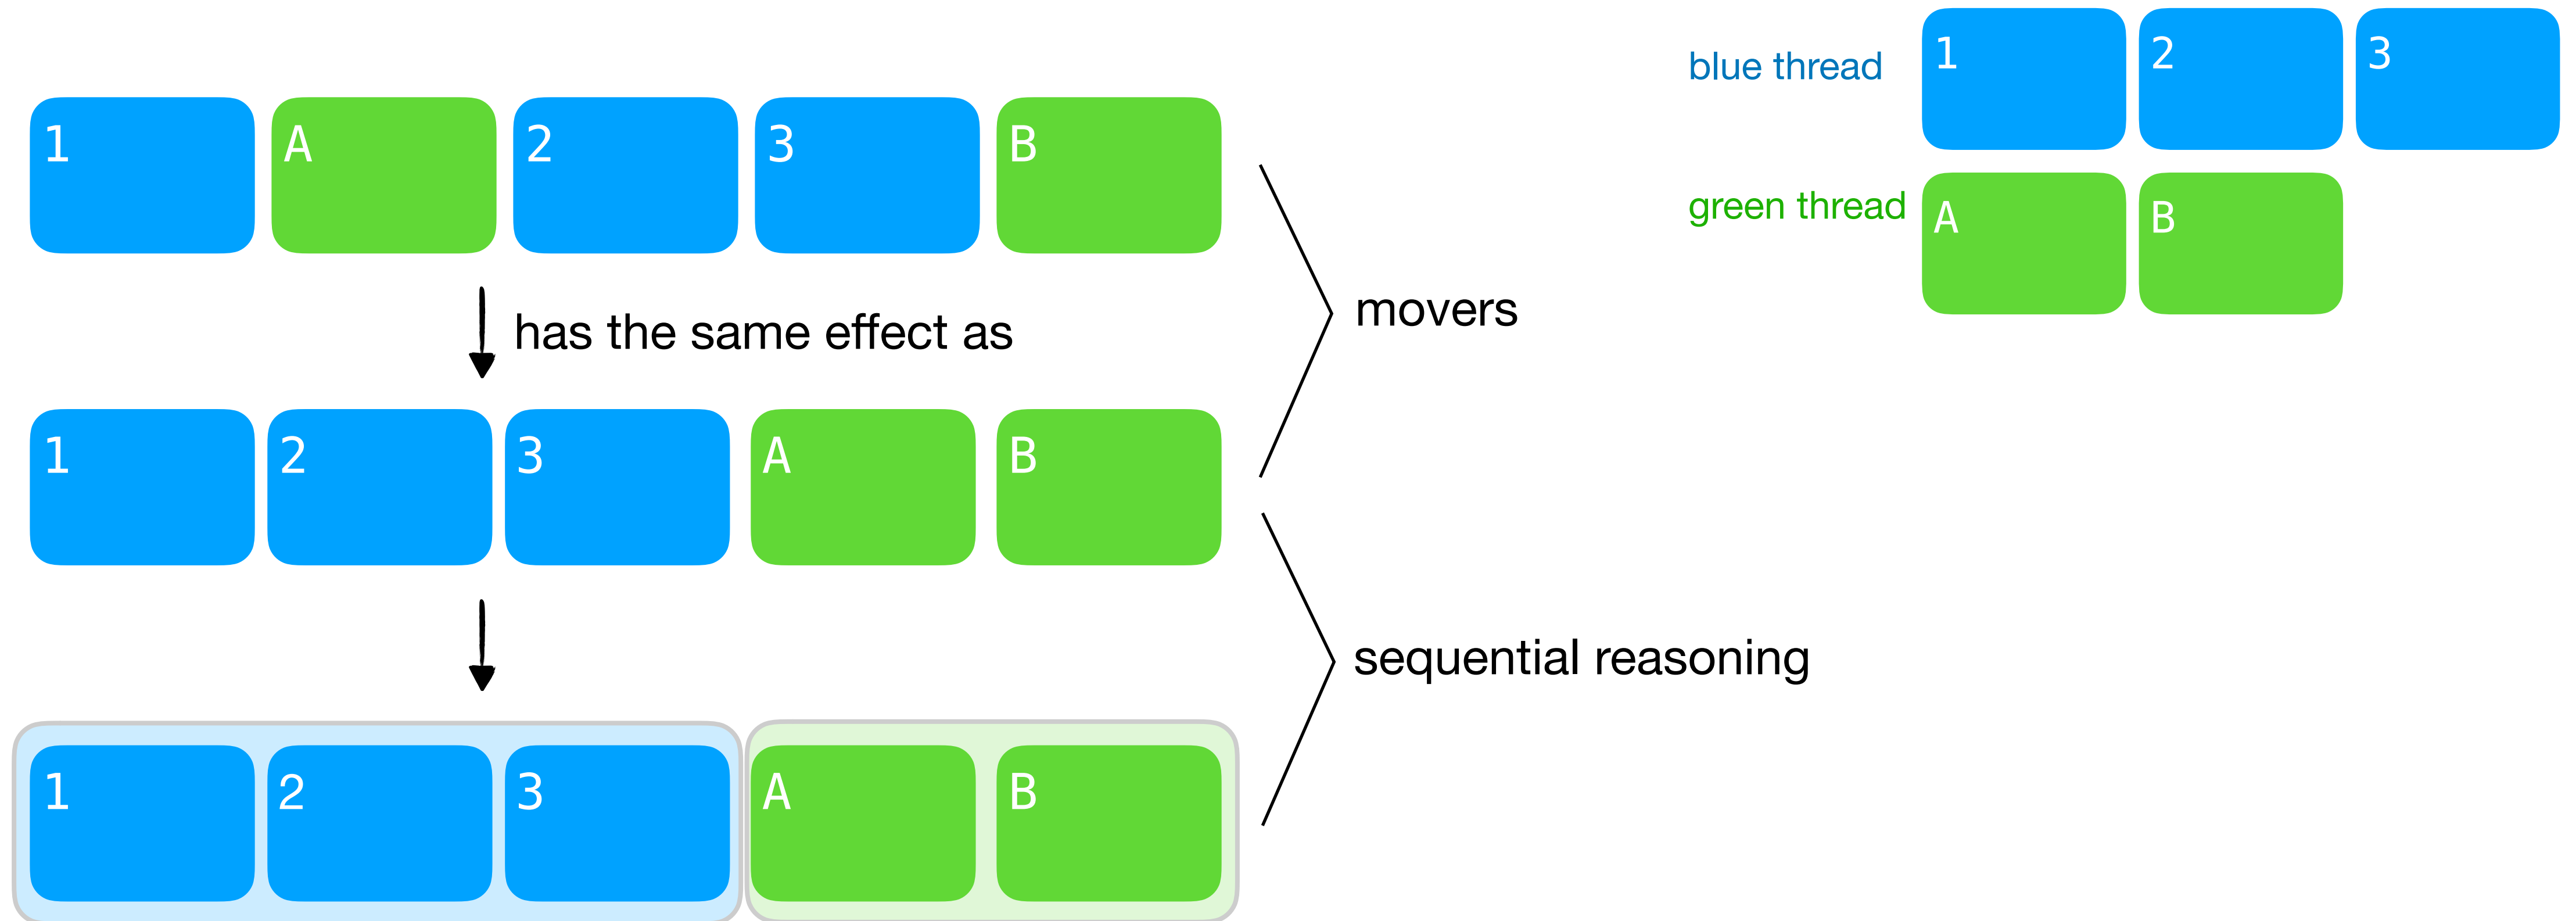 blue thread 1 2 3
green thread A B
1 A 2 3 B
has the same effect as
movers
1 2 3 A B
sequential reasoning
1 2 3 A B